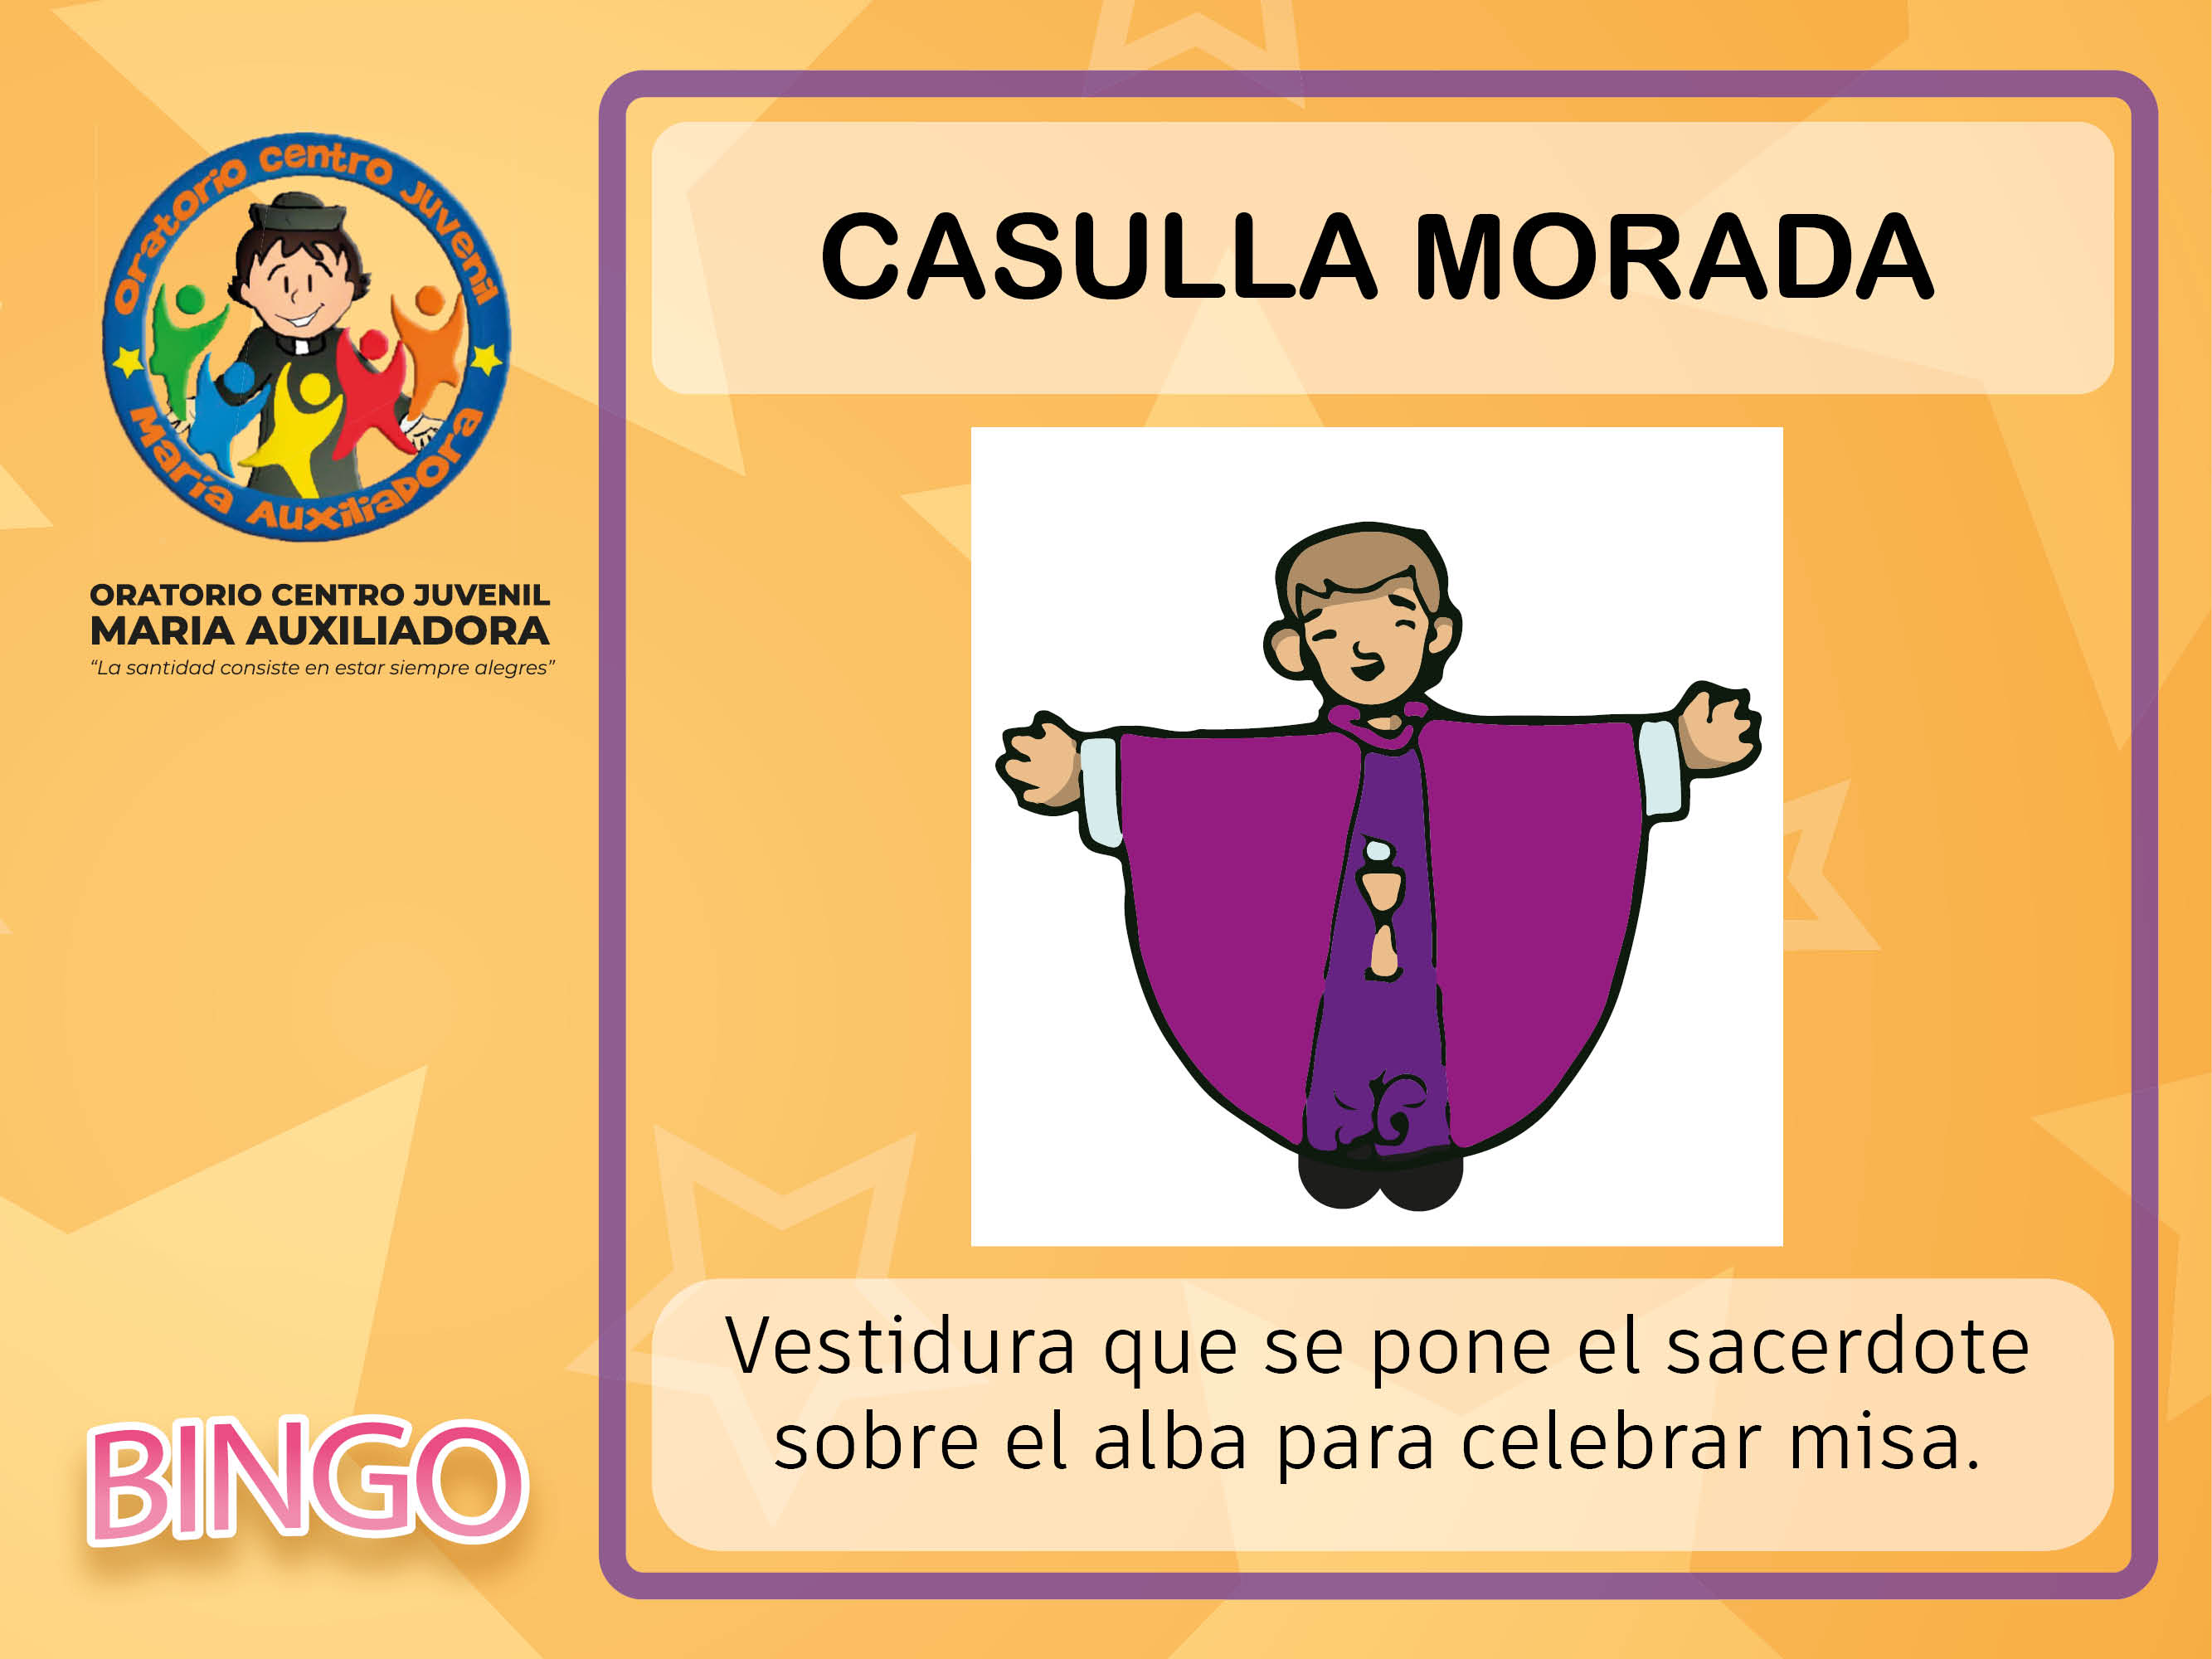 Oratorio Centro Juvenil
María Auxiliadora
ORATORIO CENTRO JUVENIL
MARIA AUXILIADORA
“La santidad consiste en estar siempre alegres”
BINGO
CASULLA MORADA
Vestidura que se pone el sacerdote
sobre el alba para celebrar misa.